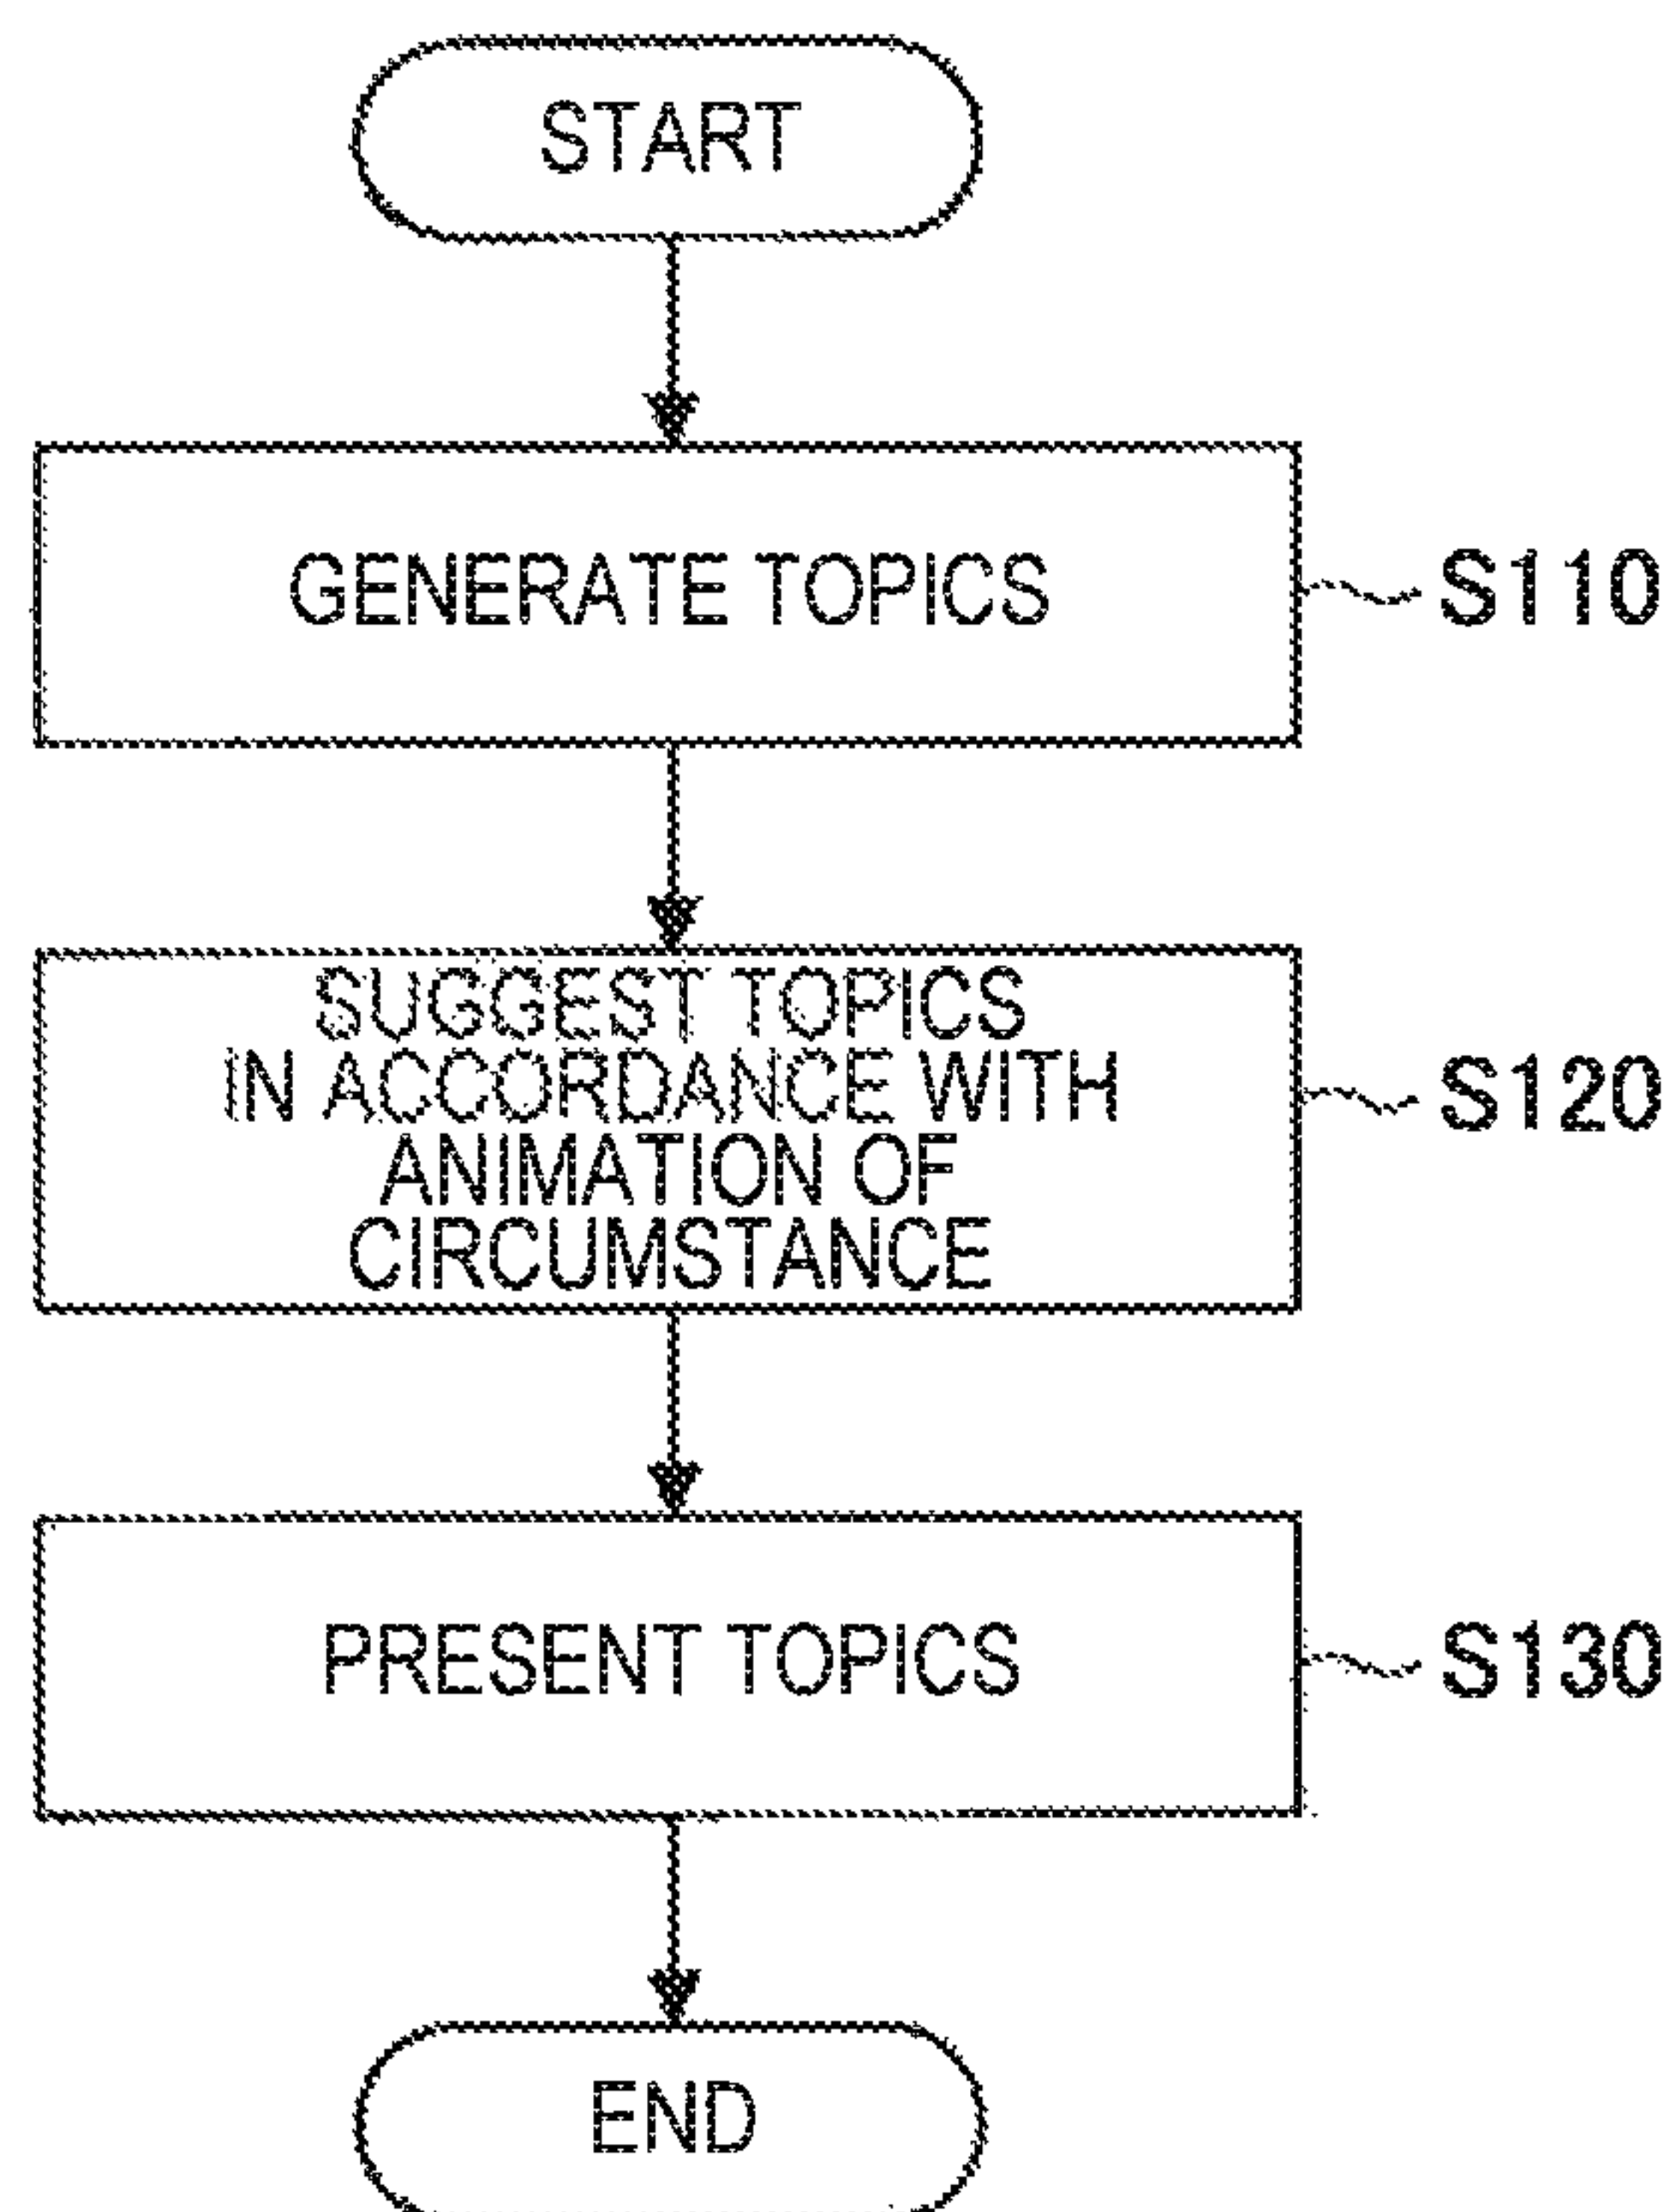 START
GENERATE TOPICS
S110
SUGGEST TOPICS
IN ACCORDANCE WITH
ANIMATION OF
CIRCUMSTANCE
S120
PRESENT TOPICS
S130
END